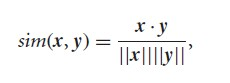 sim(x, y) = x · y / ||x||||y||,